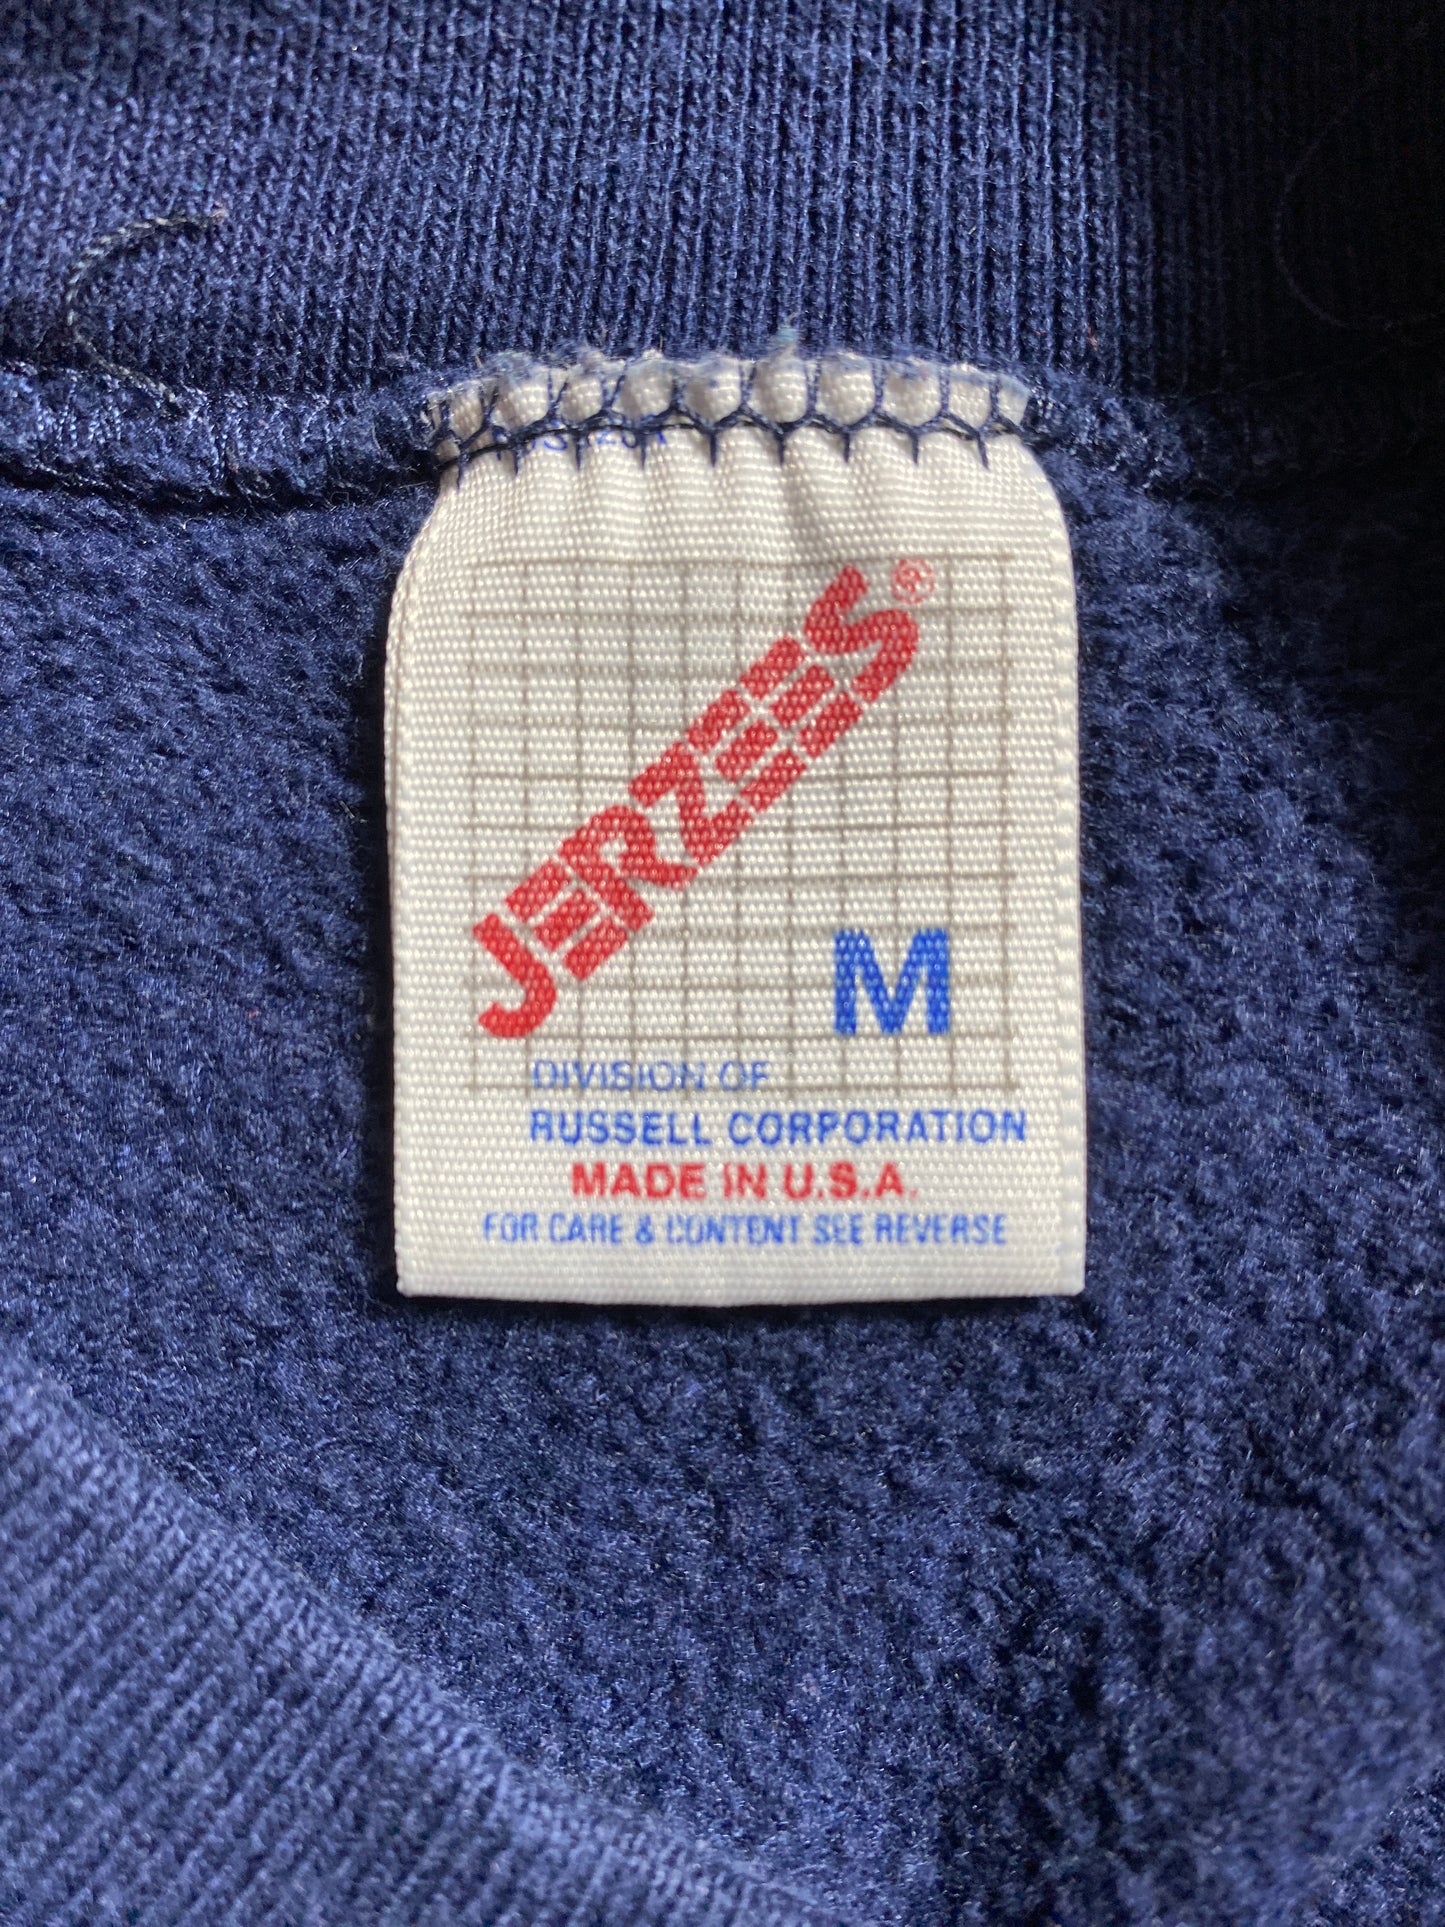 JERZEES®
M
DIVISION OF
RUSSELL CORPORATION
MADE IN U.S.A.
FOR CARE & CONTENT SEE REVERSE